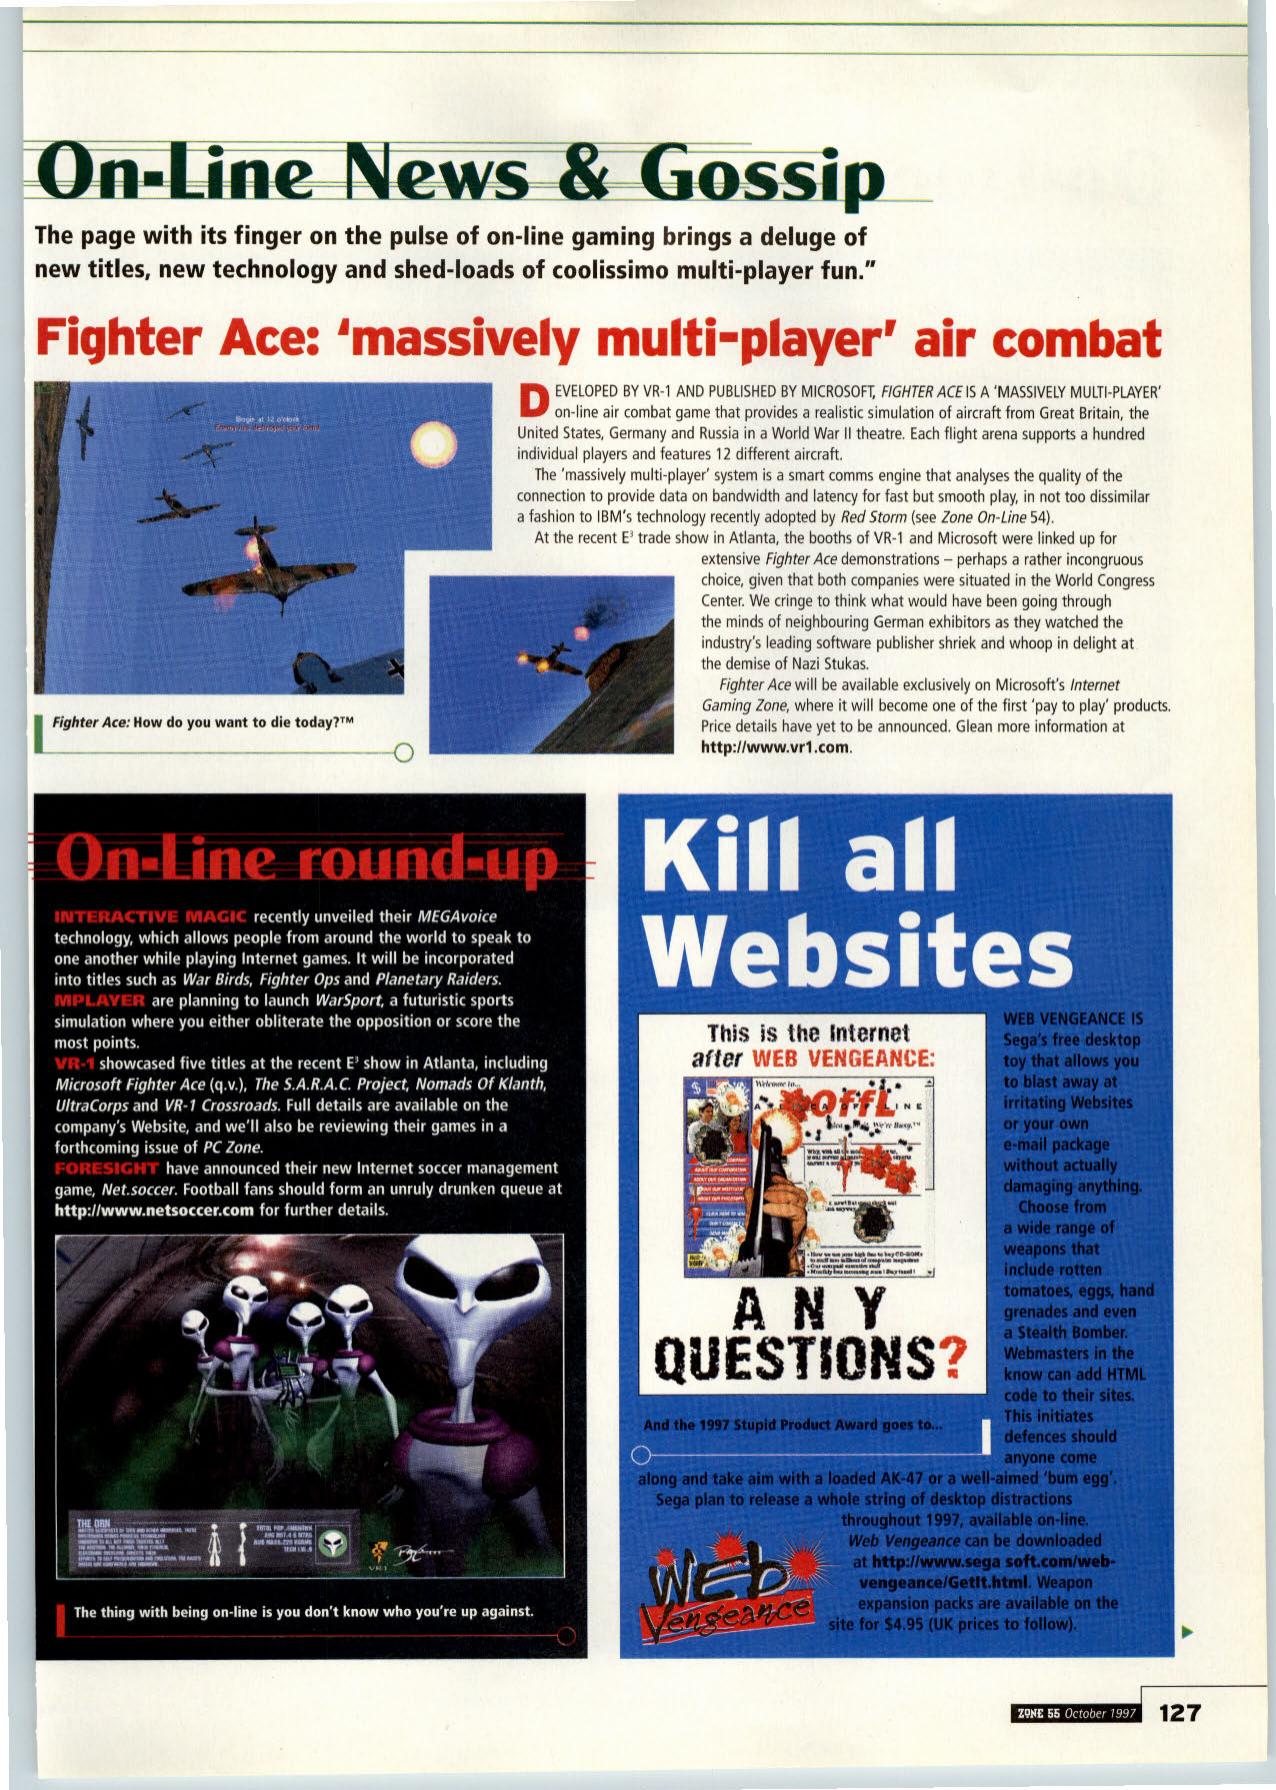 On-Line News & Gossip
The page with its finger on the pulse of on-line gaming brings a deluge of
new titles, new technology and shed-loads of coolissimo multi-player fun."
Fighter Ace: 'massively multi-player' air combat
DEVELOPED BY VR-1 AND PUBLISHED BY MICROSOFT, FIGHTER ACE IS A 'MASSIVELY MULTI-PLAYER'
on-line air combat game that provides a realistic simulation of aircraft from Great Britain, the
United States, Germany and Russia in a World War II theatre. Each flight arena supports a hundred
individual players and features 12 different aircraft.
The 'massively multi-player' system is a smart comms engine that analyses the quality of the
connection to provide data on bandwidth and latency for fast but smooth play, in not too dissimilar
a fashion to IBM's technology recently adopted by Red Storm (see Zone On-Line 54).
At the recent E³ trade show in Atlanta, the booths of VR-1 and Microsoft were linked up for
extensive Fighter Ace demonstrations – perhaps a rather incongruous
choice, given that both companies were situated in the World Congress
Center. We cringe to think what would have been going through
the minds of neighbouring German exhibitors as they watched the
industry's leading software publisher shriek and whoop in delight at
the demise of Nazi Stukas.
Fighter Ace will be available exclusively on Microsoft's Internet
Gaming Zone, where it will become one of the first 'pay to play' products.
Price details have yet to be announced. Glean more information at
http://www.vr1.com.
Fighter Ace: How do you want to die today?™
On-Line round-up
INTERACTIVE MAGIC recently unveiled their MEGAvoice
technology, which allows people from around the world to speak to
one another while playing Internet games. It will be incorporated
into titles such as War Birds, Fighter Ops and Planetary Raiders.
MPLAYER are planning to launch WarSport, a futuristic sports
simulation where you either obliterate the opposition or score the
most points.
VR-1 showcased five titles at the recent E³ show in Atlanta, including
Microsoft Fighter Ace (q.v.), The S.A.R.A.C. Project, Nomads Of Klanth,
UltraCorps and VR-1 Crossroads. Full details are available on the
company's Website, and we'll also be reviewing their games in a
forthcoming issue of PC Zone.
FORESIGHT have announced their new Internet soccer management
game, Net.soccer. Football fans should form an unruly drunken queue at
http://www.netsoccer.com for further details.
THE ORN
VR-1
The thing with being on-line is you don't know who you're up against.
Kill all
Websites
This is the Internet
after WEB VENGEANCE:
Welcome to...
OFFLINE
ANY
QUESTIONS?
And the 1997 Stupid Product Award goes to...
WEB VENGEANCE IS
Sega's free desktop
toy that allows you
to blast away at
irritating Websites
or your own
e-mail package
without actually
damaging anything.
Choose from
a wide range of
weapons that
include rotten
tomatoes, eggs, hand
grenades and even
a Stealth Bomber.
Webmasters in the
know can add HTML
code to their sites.
This initiates
defences should
anyone come
along and take aim with a loaded AK-47 or a well-aimed 'bum egg'.
Sega plan to release a whole string of desktop distractions
throughout 1997, available on-line.
Web Vengeance can be downloaded
at http://www.sega soft.com/web-
vengeance/GetIt.html. Weapon
expansion packs are available on the
site for $4.95 (UK prices to follow).
WEb
Vengeance
ZONE 55 October 1997
127